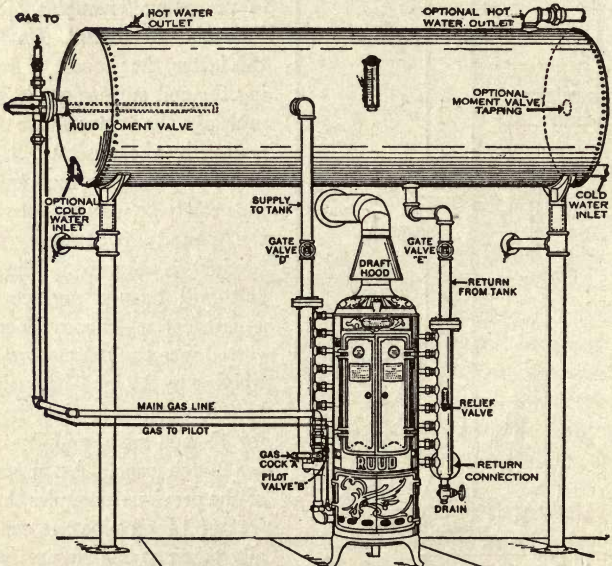 GAS TO
HOT WATER
OUTLET
OPTIONAL HOT
WATER OUTLET
OPTIONAL
MOMENT VALVE
TAPPING
RUUD MOMENT VALVE
OPTIONAL
COLD
WATER
INLET
SUPPLY
TO TANK
COLD
WATER
INLET
GATE
VALVE
"D"
DRAFT
HOOD
GATE
VALVE
"E"
RETURN
FROM TANK
MAIN GAS LINE
GAS TO PILOT
RELIEF
VALVE
GAS
COCK A
PILOT
VALVE "B"
RUUD
RETURN
CONNECTION
DRAIN